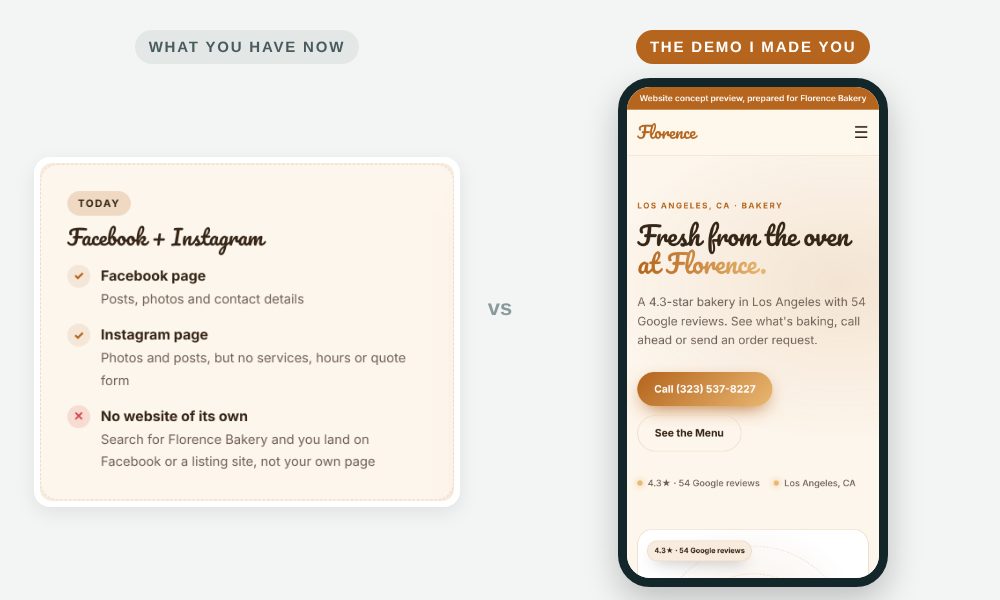 WHAT YOU HAVE NOW
TODAY
Facebook + Instagram
Facebook page
Posts, photos and contact details
Instagram page
Photos and posts, but no services, hours or quote
form
No website of its own
Search for Florence Bakery and you land on
Facebook or a listing site, not your own page
vs
THE DEMO I MADE YOU
Website concept preview, prepared for Florence Bakery
Florence
LOS ANGELES, CA · BAKERY
Fresh from the oven
at Florence.
A 4.3-star bakery in Los Angeles with 54
Google reviews. See what's baking, call
ahead or send an order request.
Call (323) 537-8227
See the Menu
4.3★ · 54 Google reviews
Los Angeles, CA
4.3★ · 54 Google reviews